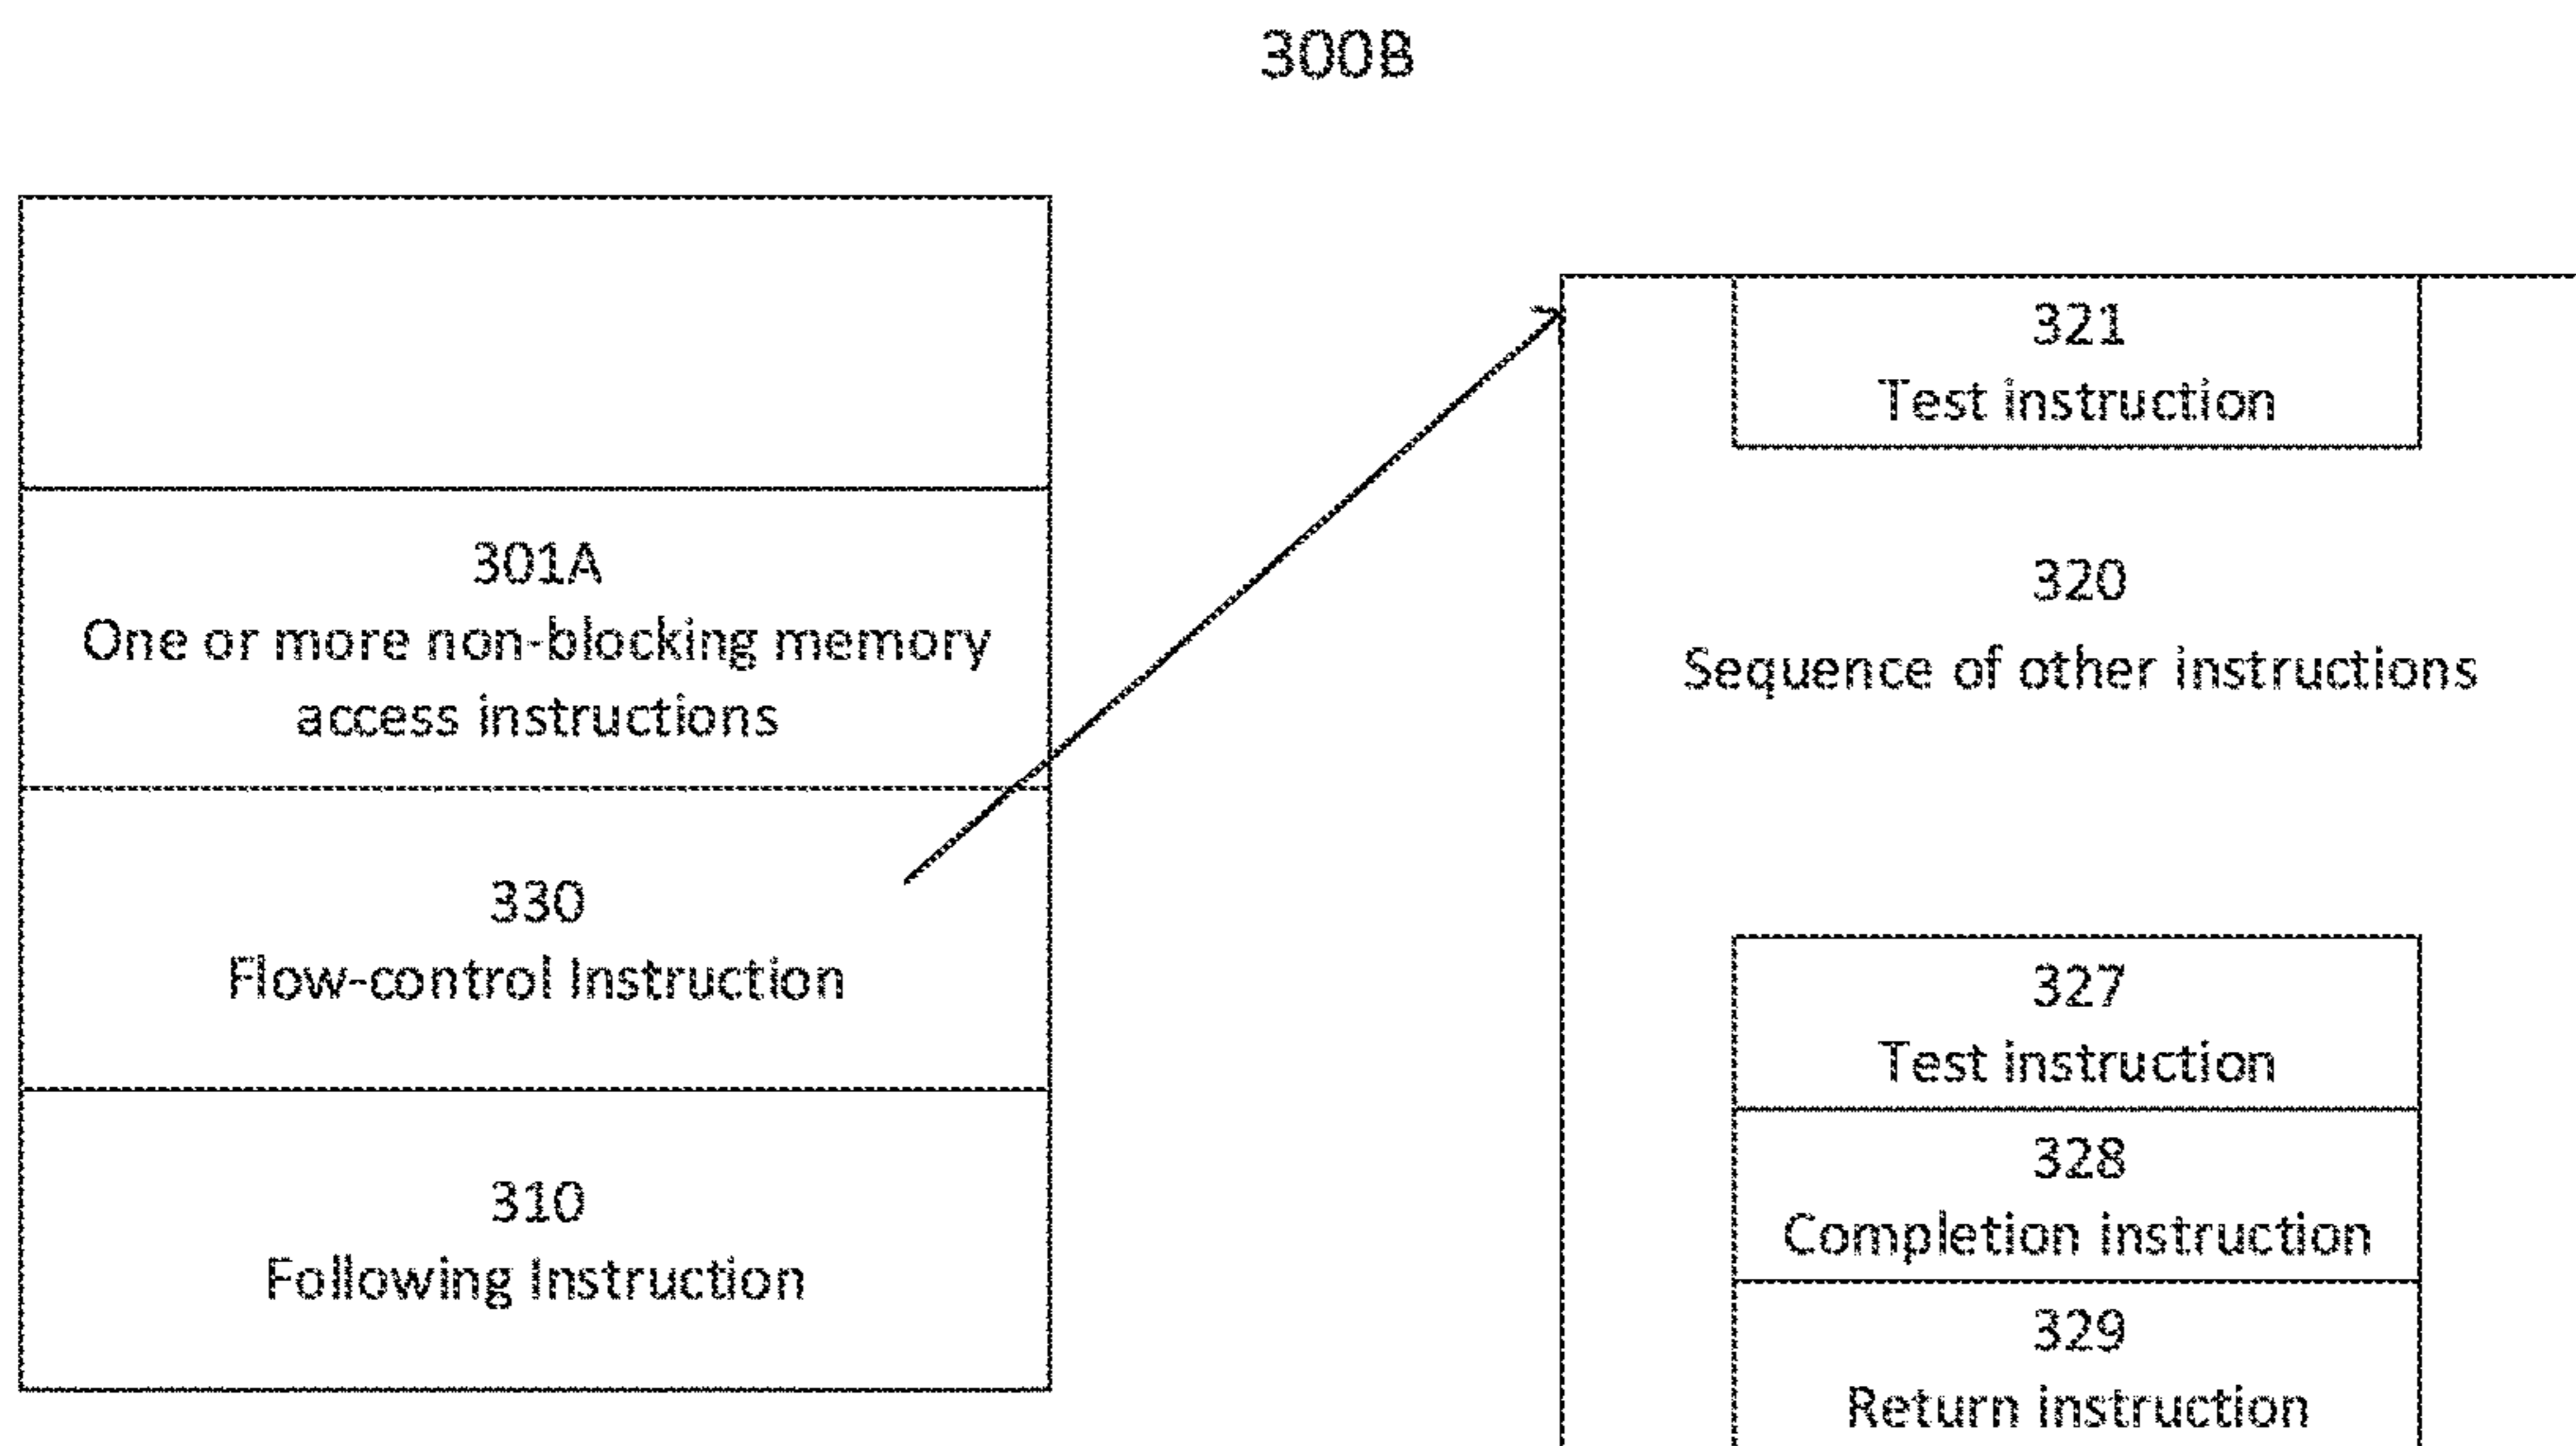 300B
301A
One or more non-blocking memory
access instructions
330
Flow-control Instruction
310
Following Instruction
321
Test instruction
320
Sequence of other instructions
327
Test instruction
328
Completion instruction
329
Return instruction